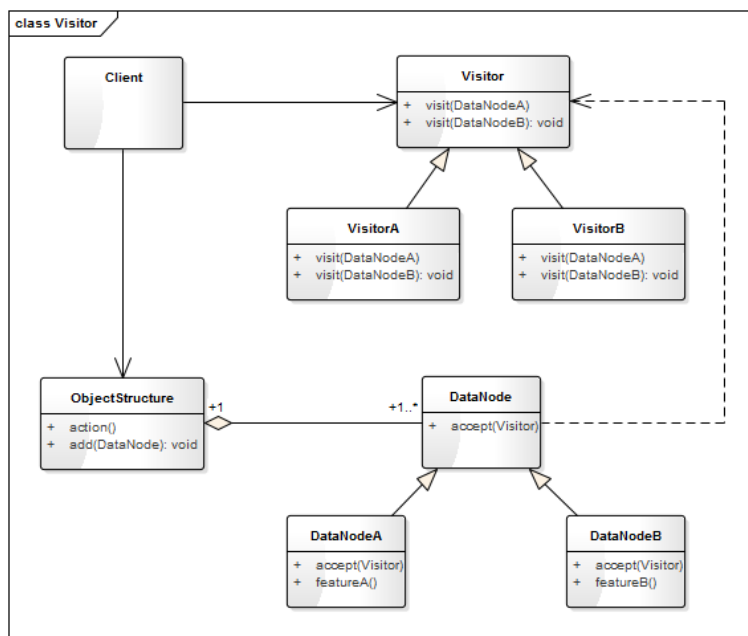 class Visitor
Client
Visitor
+ visit(DataNodeA)
+ visit(DataNodeB): void
VisitorA
+ visit(DataNodeA)
+ visit(DataNodeB): void
VisitorB
+ visit(DataNodeA)
+ visit(DataNodeB): void
ObjectStructure
+ action()
+ add(DataNode): void
+1
+1..*
DataNode
+ accept(Visitor)
DataNodeA
+ accept(Visitor)
+ featureA()
DataNodeB
+ accept(Visitor)
+ featureB()